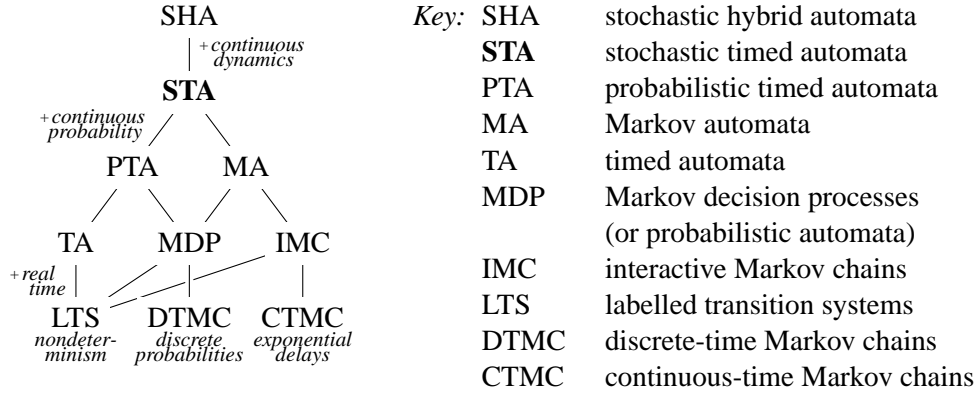 SHA
+ continuous
dynamics
STA
+ continuous
probability
PTA MA
TA MDP IMC
+ real
time
LTS DTMC CTMC
nondeter- discrete exponential
minism probabilities delays
Key: SHA stochastic hybrid automata
STA stochastic timed automata
PTA probabilistic timed automata
MA Markov automata
TA timed automata
MDP Markov decision processes
(or probabilistic automata)
IMC interactive Markov chains
LTS labelled transition systems
DTMC discrete-time Markov chains
CTMC continuous-time Markov chains